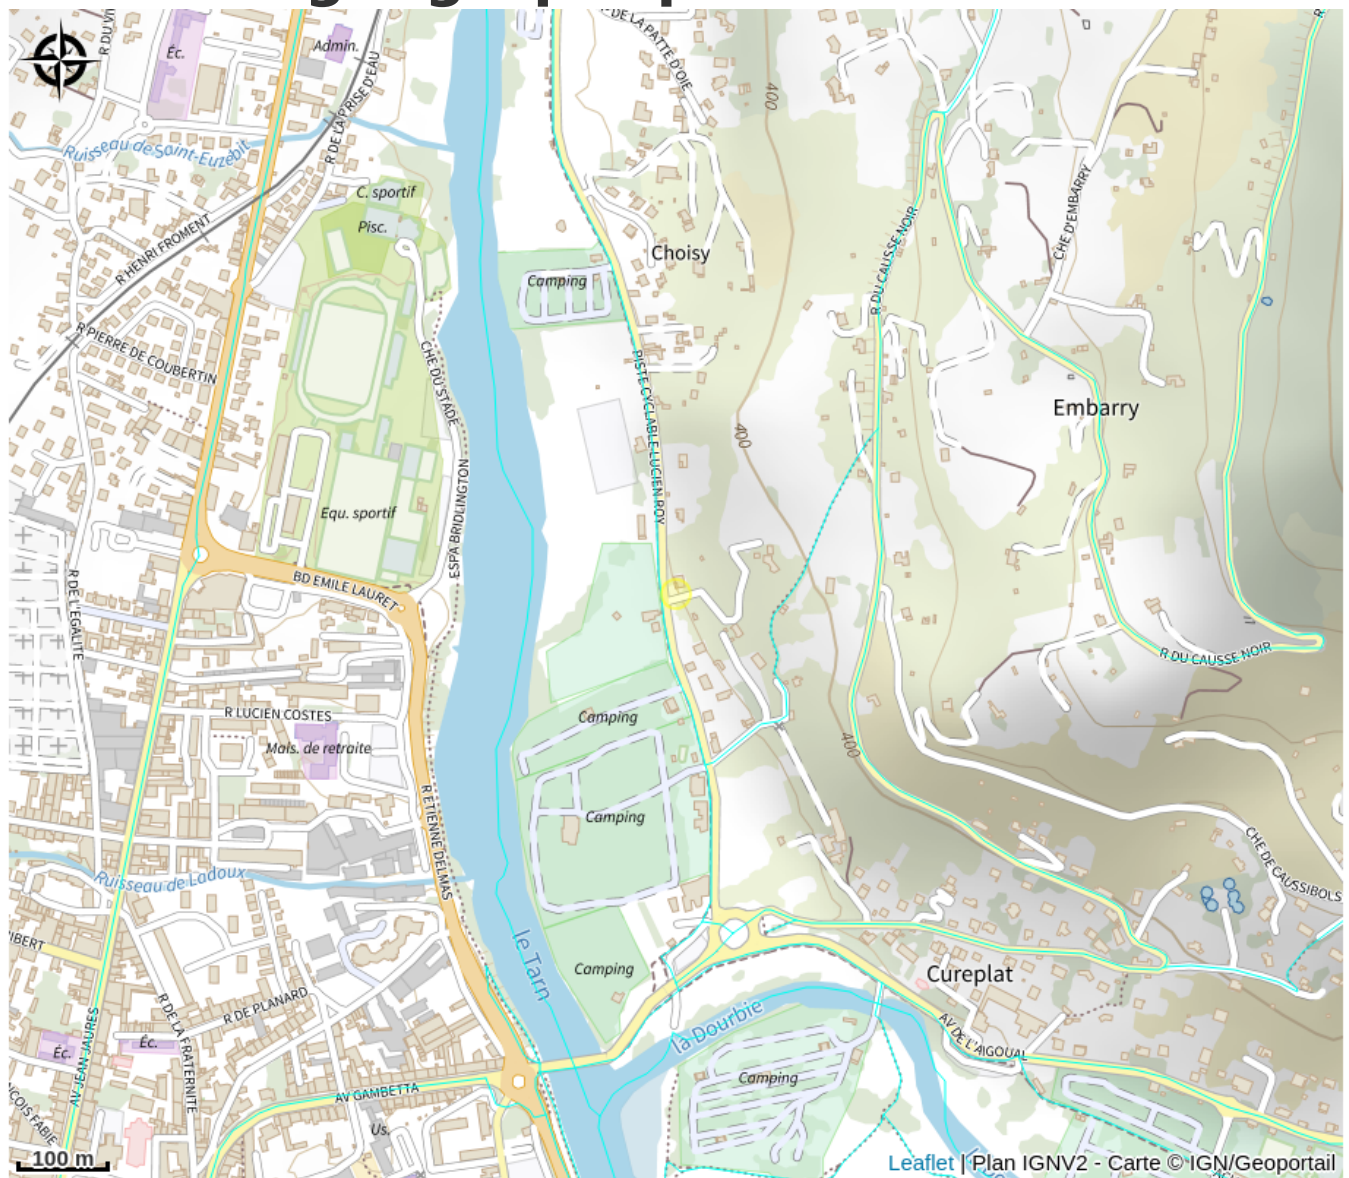 Admin.
Éc.
R DE LA PRISE D'EAU
DE LA PATTE D'OIE
Ruisseau de Saint-Euzébit
C. sportif
Pisc.
R HENRI FROMENT
Choisy
Camping
R DU CAUSSE NOIR
CHE D'EMBARRY
400
R PIERRE DE COUBERTIN
CHE DU STADE
PISTE CYCLABLE LUCIEN ROY
Embarry
400
Equ. sportif
ESPA BRIDLINGTON
BD EMILE LAURET
R DE L'EGALITE
R DU CAUSSE NOIR
R LUCIEN COSTES
Camping
Mais. de retraite
400
Camping
R ETIENNE DELMAS
CHE DE CAUSSIBOLS
Ruisseau de Ladoux
IBERT
le Tarn
Camping
Cureplat
R DE PLANARD
R DE LA FRATERNITE
la Dourbie
AV DE L'AIGOUAL
AV JEAN JAURES
Éc.
Éc.
Camping
AV GAMBETTA
Us.
100 m
Leaflet | Plan IGNV2 - Carte © IGN/Geoportail